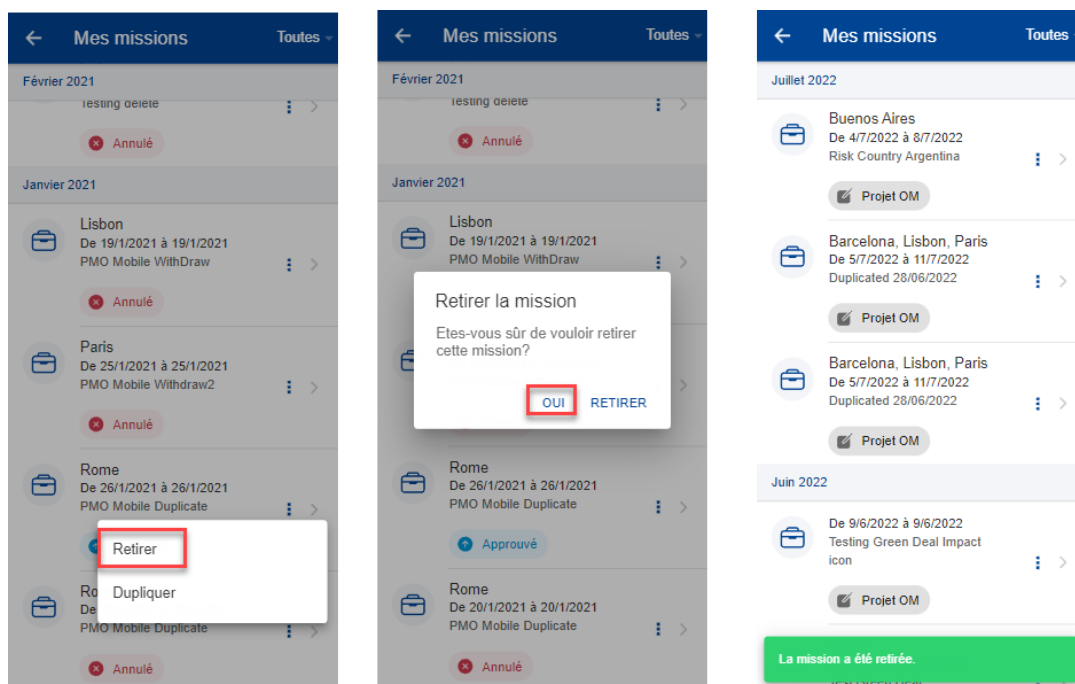 Mes missions
Toutes
Février 2021
Testing delete
Annulé
Janvier 2021
Lisbon
De 19/1/2021 à 19/1/2021
PMO Mobile WithDraw
Annulé
Paris
De 25/1/2021 à 25/1/2021
PMO Mobile Withdraw2
Annulé
Rome
De 26/1/2021 à 26/1/2021
PMO Mobile Duplicate
Retirer
Dupliquer
PMO Mobile Duplicate
Annulé
Mes missions
Toutes
Février 2021
Testing delete
Annulé
Janvier 2021
Lisbon
De 19/1/2021 à 19/1/2021
PMO Mobile WithDraw
Retirer la mission
Etes-vous sûr de vouloir retirer
cette mission?
OUI RETIRER
Rome
De 26/1/2021 à 26/1/2021
PMO Mobile Duplicate
Approuvé
Rome
De 20/1/2021 à 20/1/2021
PMO Mobile Duplicate
Annulé
Mes missions
Toutes
Juillet 2022
Buenos Aires
De 4/7/2022 à 8/7/2022
Risk Country Argentina
Projet OM
Barcelona, Lisbon, Paris
De 5/7/2022 à 11/7/2022
Duplicated 28/06/2022
Projet OM
Barcelona, Lisbon, Paris
De 5/7/2022 à 11/7/2022
Duplicated 28/06/2022
Projet OM
Juin 2022
De 9/6/2022 à 9/6/2022
Testing Green Deal Impact
icon
Projet OM
La mission a été retirée.